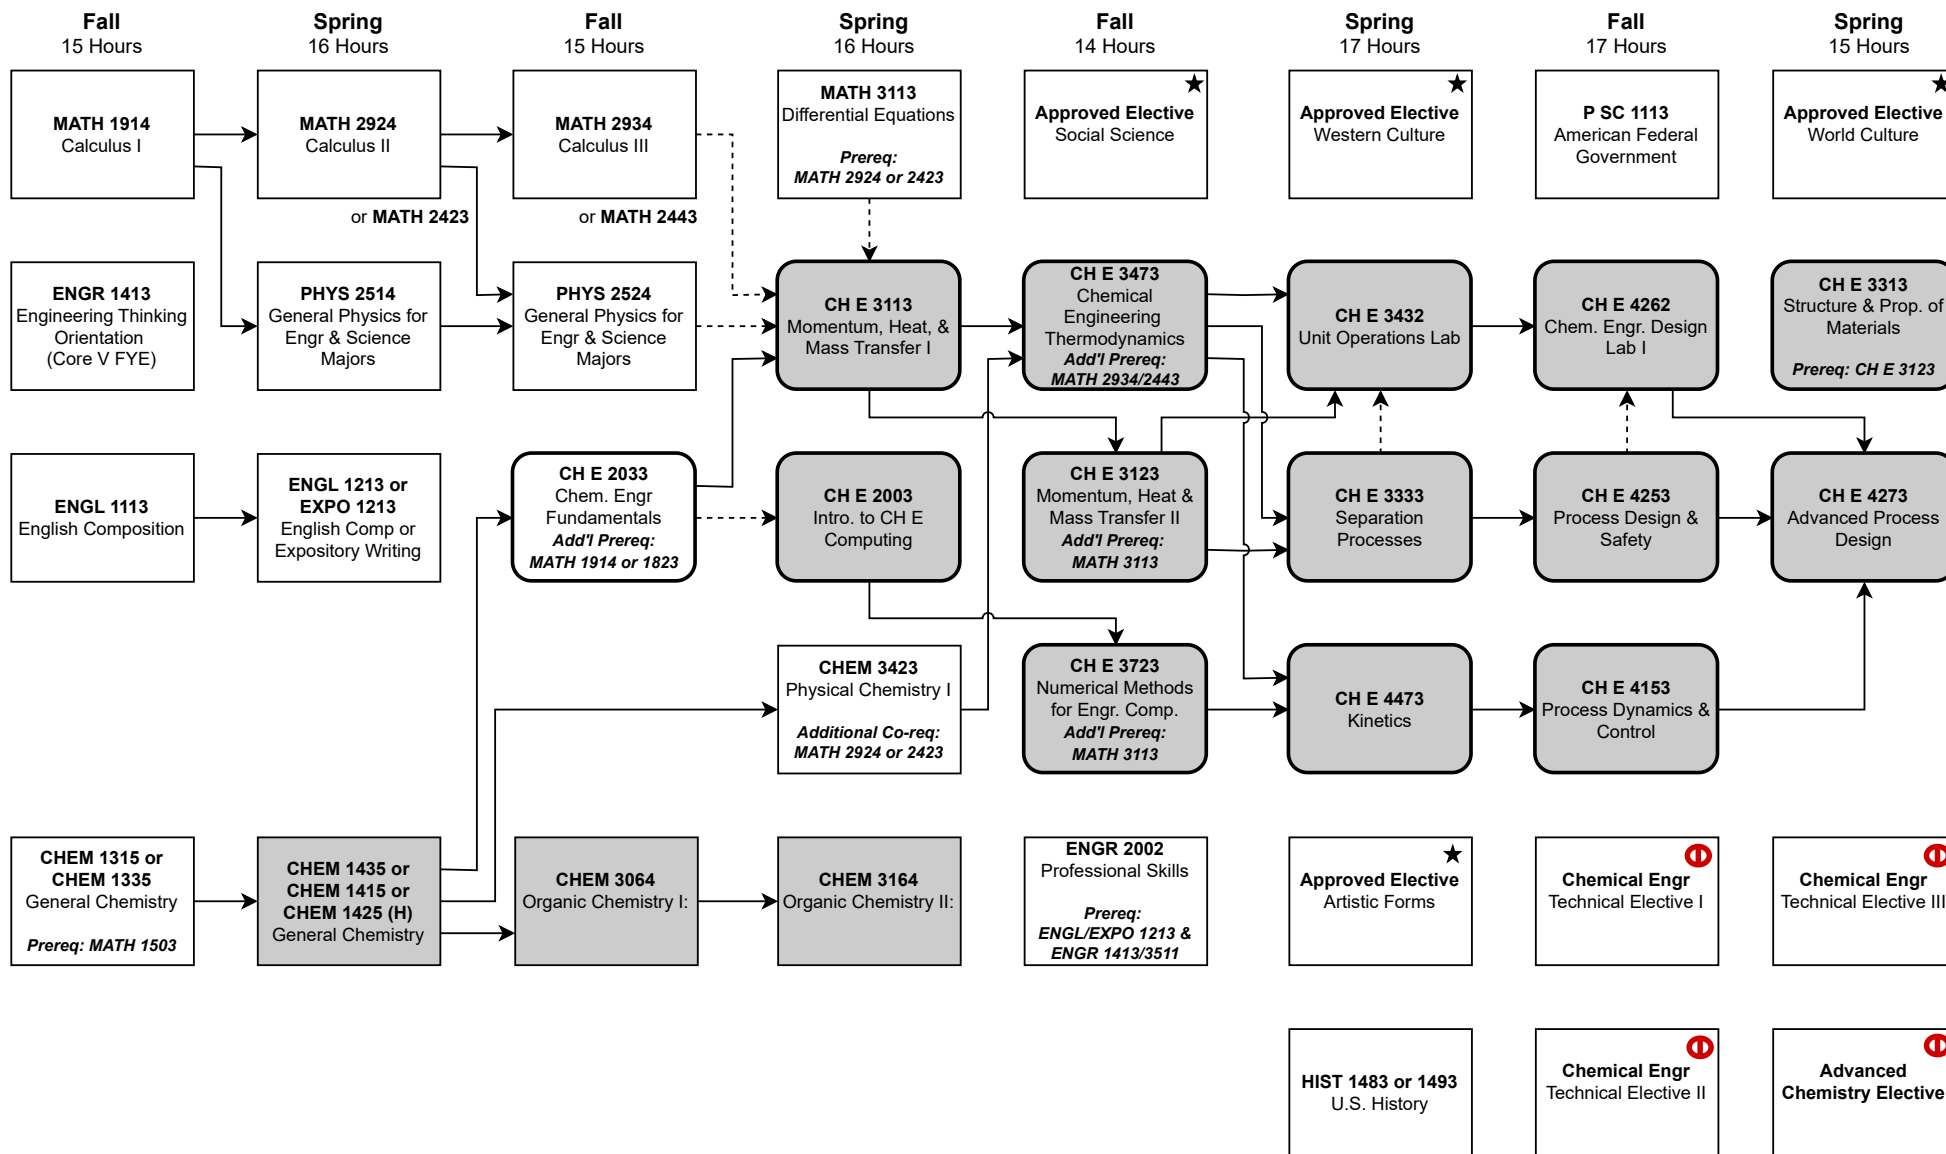 Fall
15 Hours
Spring
16 Hours
Fall
15 Hours
Spring
16 Hours
Fall
14 Hours
Spring
17 Hours
Fall
17 Hours
Spring
15 Hours
MATH 1914
Calculus I
MATH 2924
Calculus II
or MATH 2423
MATH 2934
Calculus III
or MATH 2443
MATH 3113
Differential Equations
Prereq:
MATH 2924 or 2423
Approved Elective
Social Science
Approved Elective
Western Culture
P SC 1113
American Federal
Government
Approved Elective
World Culture
ENGR 1413
Engineering Thinking
Orientation
(Core V FYE)
PHYS 2514
General Physics for
Engr & Science
Majors
PHYS 2524
General Physics for
Engr & Science
Majors
CH E 3113
Momentum, Heat, &
Mass Transfer I
CH E 3473
Chemical
Engineering
Thermodynamics
Add'l Prereq:
MATH 2934/2443
CH E 3432
Unit Operations Lab
CH E 4262
Chem. Engr. Design
Lab I
CH E 3313
Structure & Prop. of
Materials
Prereq: CH E 3123
ENGL 1113
English Composition
ENGL 1213 or
EXPO 1213
English Comp or
Expository Writing
CH E 2033
Chem. Engr
Fundamentals
Add'l Prereq:
MATH 1914 or 1823
CH E 2003
Intro. to CH E
Computing
CH E 3123
Momentum, Heat &
Mass Transfer II
Add'l Prereq:
MATH 3113
CH E 3333
Separation
Processes
CH E 4253
Process Design &
Safety
CH E 4273
Advanced Process
Design
CHEM 3423
Physical Chemistry I
Additional Co-req:
MATH 2924 or 2423
CH E 3723
Numerical Methods
for Engr. Comp.
Add'l Prereq:
MATH 3113
CH E 4473
Kinetics
CH E 4153
Process Dynamics &
Control
CHEM 1315 or
CHEM 1335
General Chemistry
Prereq: MATH 1503
CHEM 1435 or
CHEM 1415 or
CHEM 1425 (H)
General Chemistry
CHEM 3064
Organic Chemistry I:
CHEM 3164
Organic Chemistry II:
ENGR 2002
Professional Skills
Prereq:
ENGL/EXPO 1213 &
ENGR 1413/3511
Approved Elective
Artistic Forms
Chemical Engr
Technical Elective I
Chemical Engr
Technical Elective III
HIST 1483 or 1493
U.S. History
Chemical Engr
Technical Elective II
Advanced
Chemistry Elective